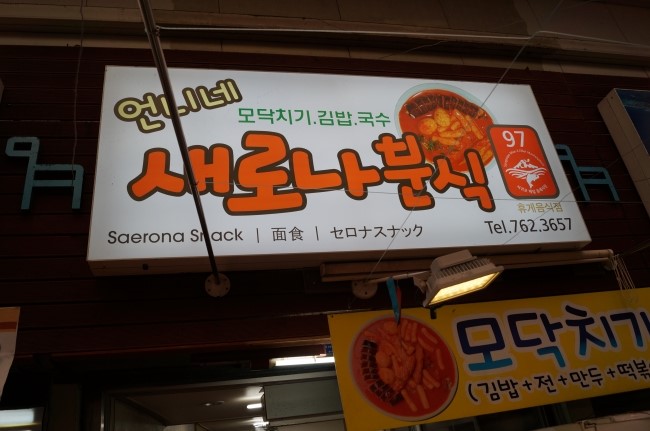 언니네
모닥치기.김밥.국수
97
새로나분식
휴게음식점
Saerona Snack | 面食 | セロナスナック
Tel.762.3657
모닥치기
(김밥+전+만두+떡볶